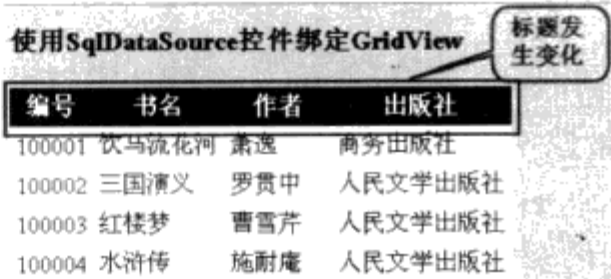 使用SqlDataSource控件绑定GridView
标题发
生变化
编号 书名 作者 出版社
100001 饮马流花河 萧逸 商务出版社
100002 三国演义 罗贯中 人民文学出版社
100003 红楼梦 曹雪芹 人民文学出版社
100004 水浒传 施耐庵 人民文学出版社